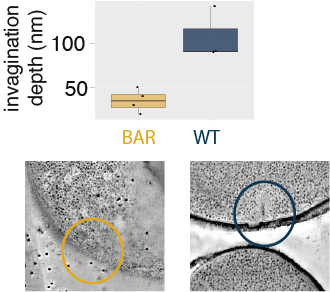 invagination
depth (nm)
100
50
BAR
WT